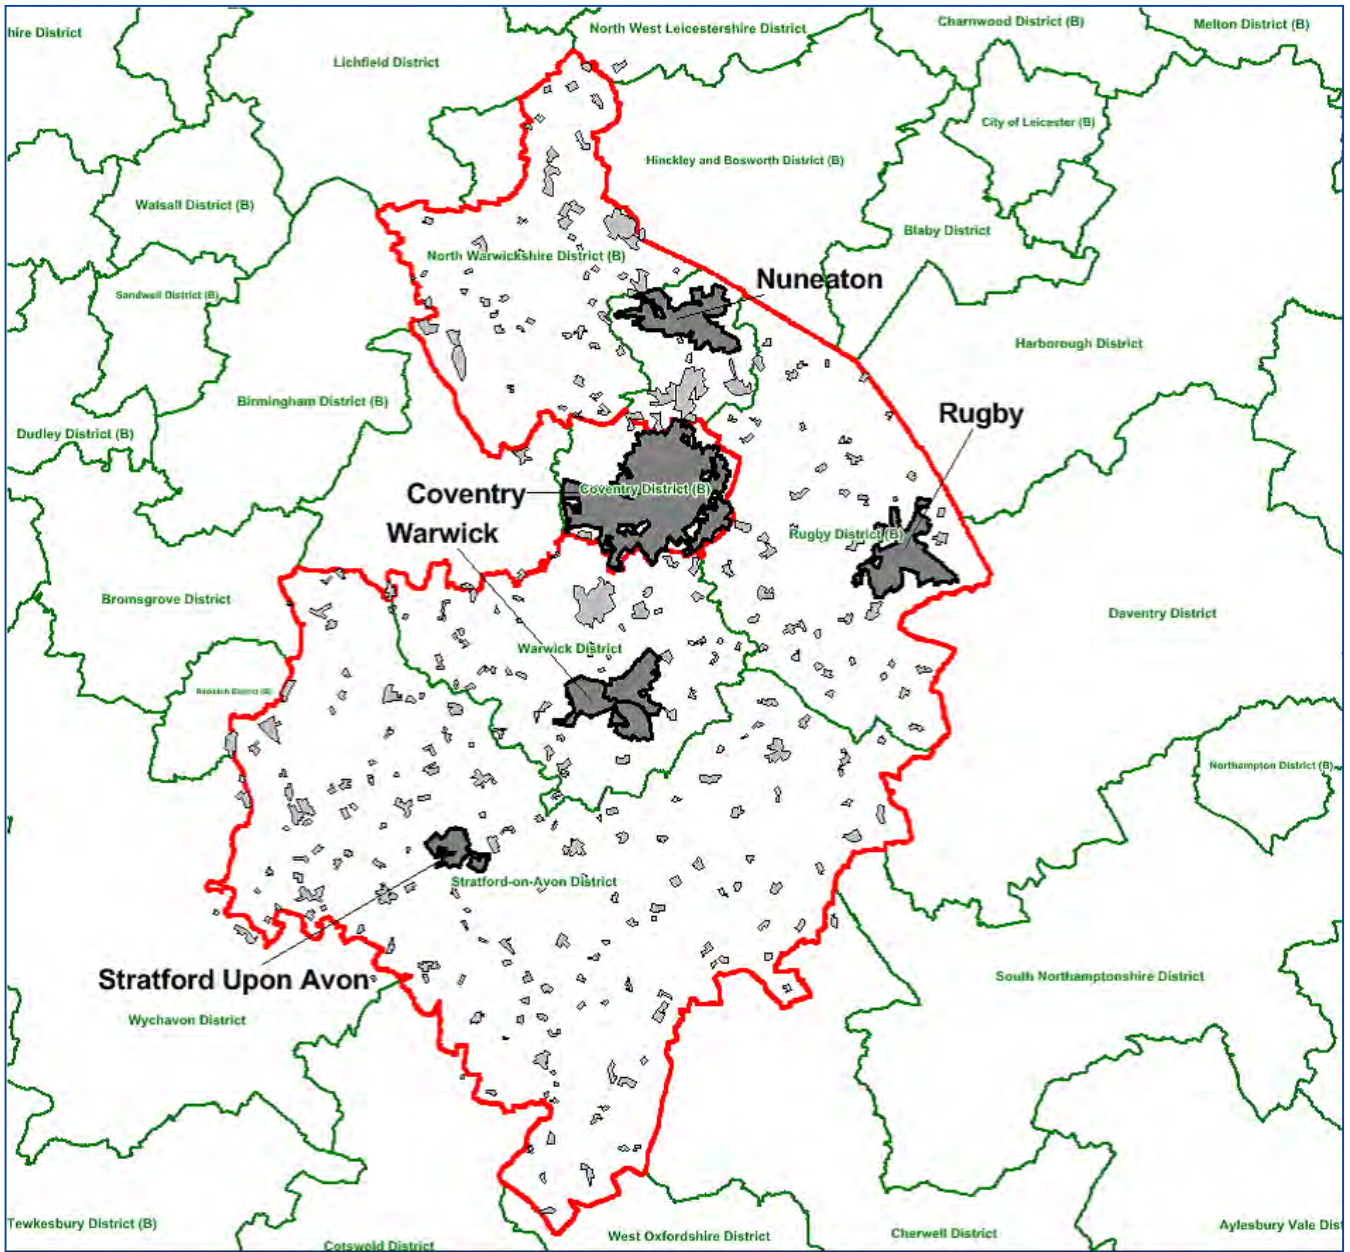 North West Leicestershire District
Charnwood District (B)
Melton District (B)
hire District
Lichfield District
City of Leicester (B)
Hinckley and Bosworth District (B)
Walsall District (B)
Blaby District
North Warwickshire District (B)
Nuneaton
Sandwell District (B)
Harborough District
Birmingham District (B)
Rugby
Dudley District (B)
Coventry
Coventry District (B)
Warwick
Rugby District (B)
Bromsgrove District
Daventry District
Warwick District
Redditch District (B)
Northampton District (B)
Stratford-on-Avon District
Stratford Upon Avon
South Northamptonshire District
Wychavon District
Tewkesbury District (B)
Cotswold District
West Oxfordshire District
Cherwell District
Aylesbury Vale Dist